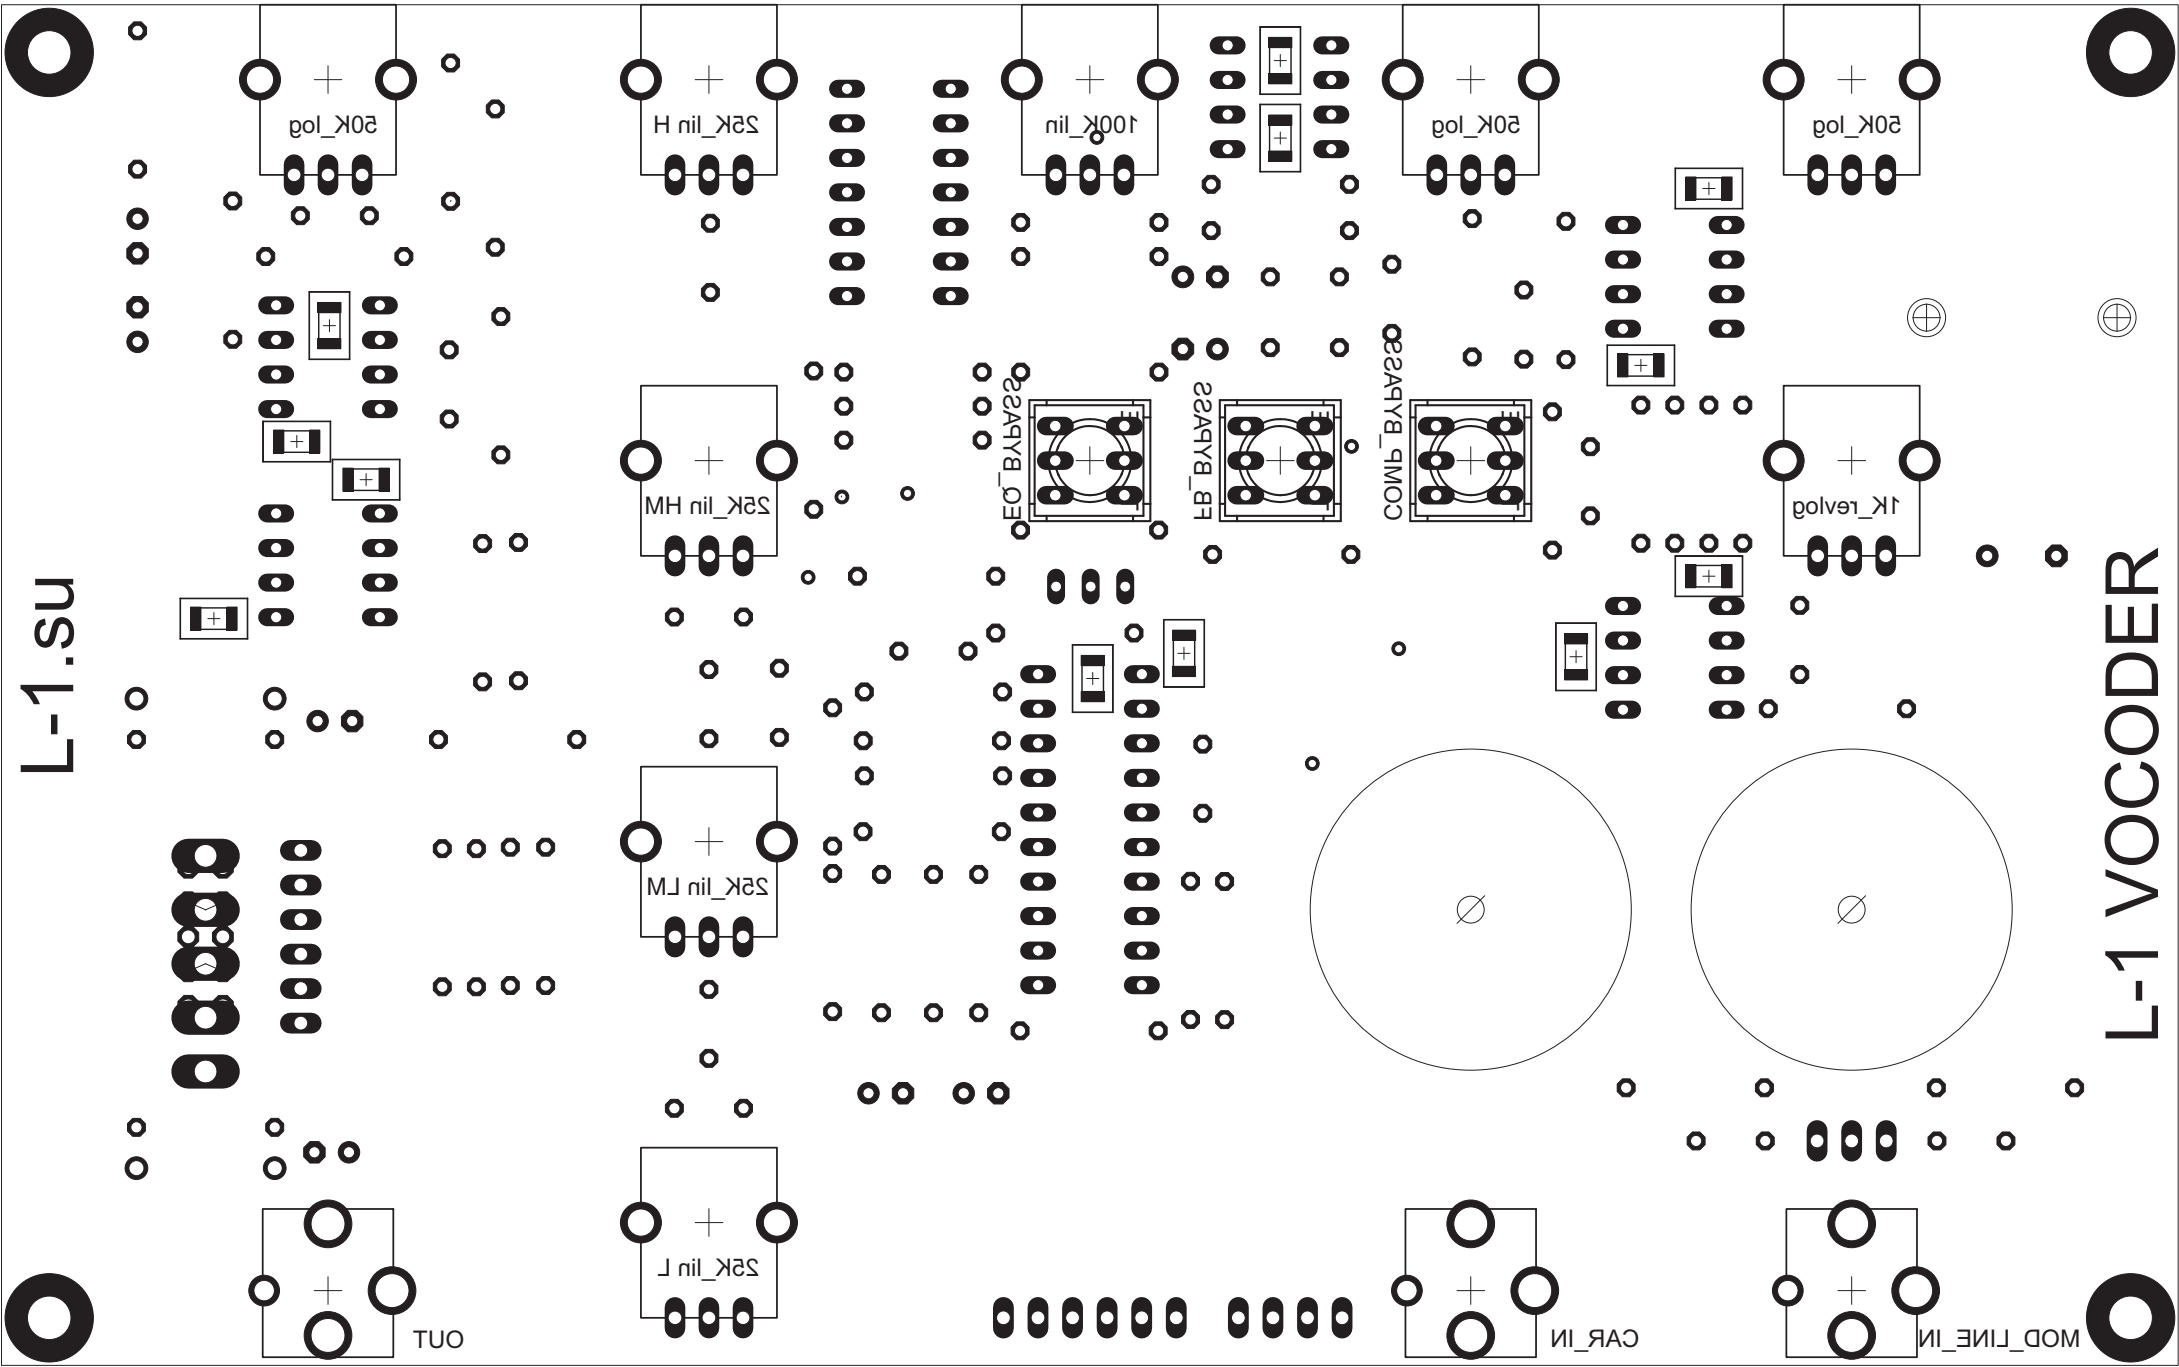 50K_log
25K_lin H
100K_lin
50K_log
50K_log
EQ_BYPASS
FB_BYPASS
COMP_BYPASS
25K_lin HM
1K_revlog
L-1.su
L-1 VOCODER
25K_lin LM
25K_lin L
OUT
CAR_IN
MOD_LINE_IN